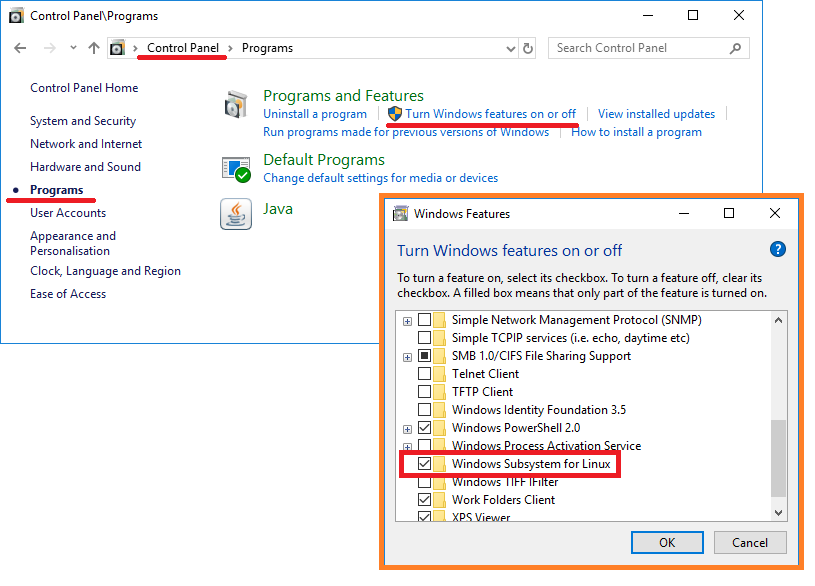 Control Panel\Programs
Control Panel > Programs
Search Control Panel
Control Panel Home
System and Security
Network and Internet
Hardware and Sound
Programs
User Accounts
Appearance and
Personalisation
Clock, Language and Region
Ease of Access
Programs and Features
Uninstall a program
Turn Windows features on or off
View installed updates
Run programs made for previous versions of Windows
How to install a program
Default Programs
Change default settings for media or devices
Java
Windows Features
Turn Windows features on or off
?
To turn a feature on, select its checkbox. To turn a feature off, clear its
checkbox. A filled box means that only part of the feature is turned on.
Simple Network Management Protocol (SNMP)
Simple TCPIP services (i.e. echo, daytime etc)
SMB 1.0/CIFS File Sharing Support
Telnet Client
TFTP Client
Windows Identity Foundation 3.5
Windows PowerShell 2.0
Windows Process Activation Service
Windows Subsystem for Linux
Windows TIFF IFilter
Work Folders Client
XPS Viewer
OK
Cancel